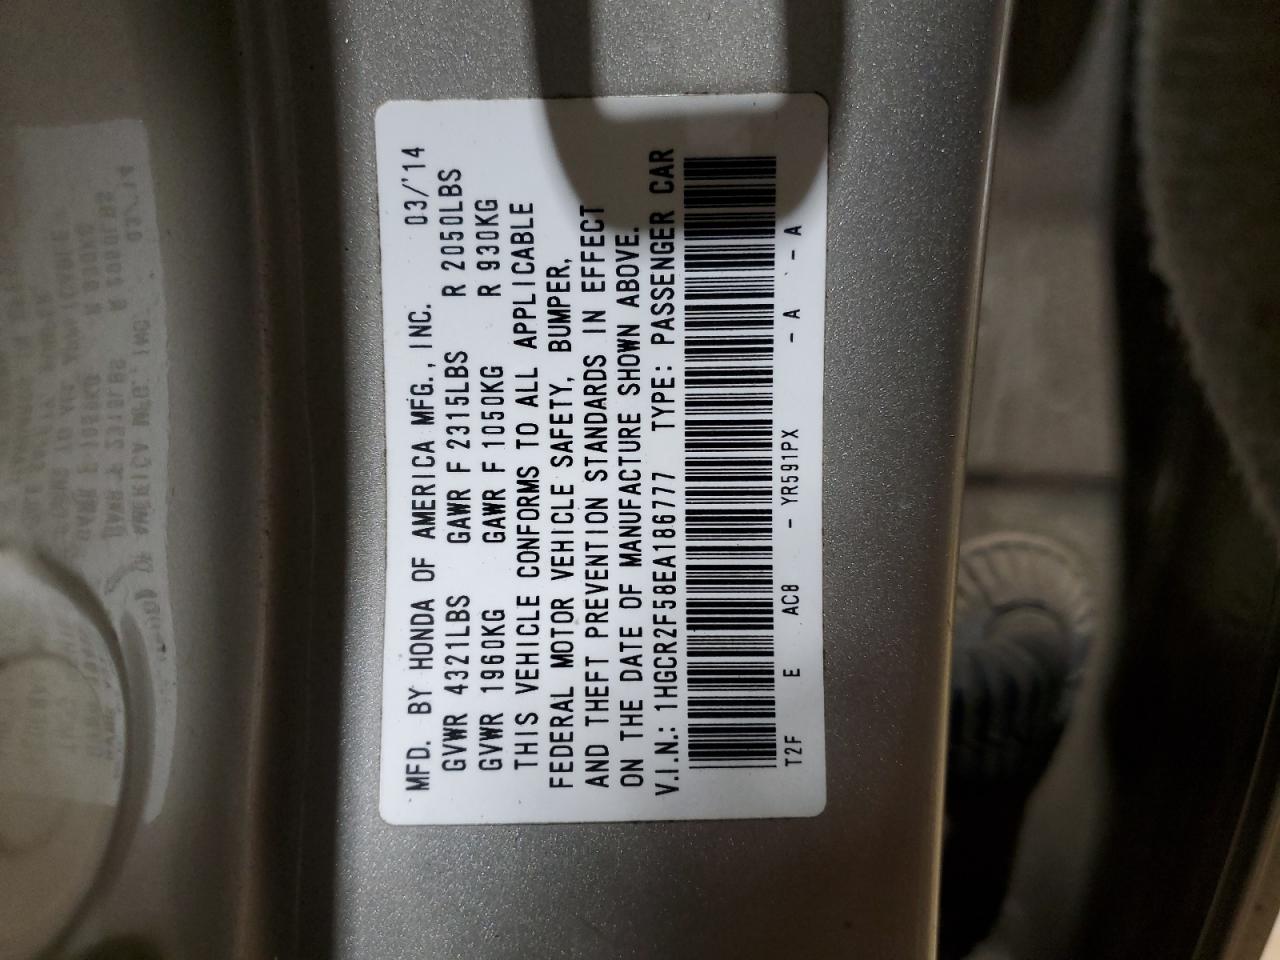 MFD. BY HONDA OF AMERICA MFG., INC. 03/'14
GVWR 4321LBS GAWR F 2315LBS R 2050LBS
GVWR 1960KG GAWR F 1050KG R 930KG
THIS VEHICLE CONFORMS TO ALL APPLICABLE
FEDERAL MOTOR VEHICLE SAFETY, BUMPER,
AND THEFT PREVENTION STANDARDS IN EFFECT
ON THE DATE OF MANUFACTURE SHOWN ABOVE.
V.I.N.: 1HGCR2F58EA186777 TYPE: PASSENGER CAR
T2F E AC8 - YR591PX - A - A